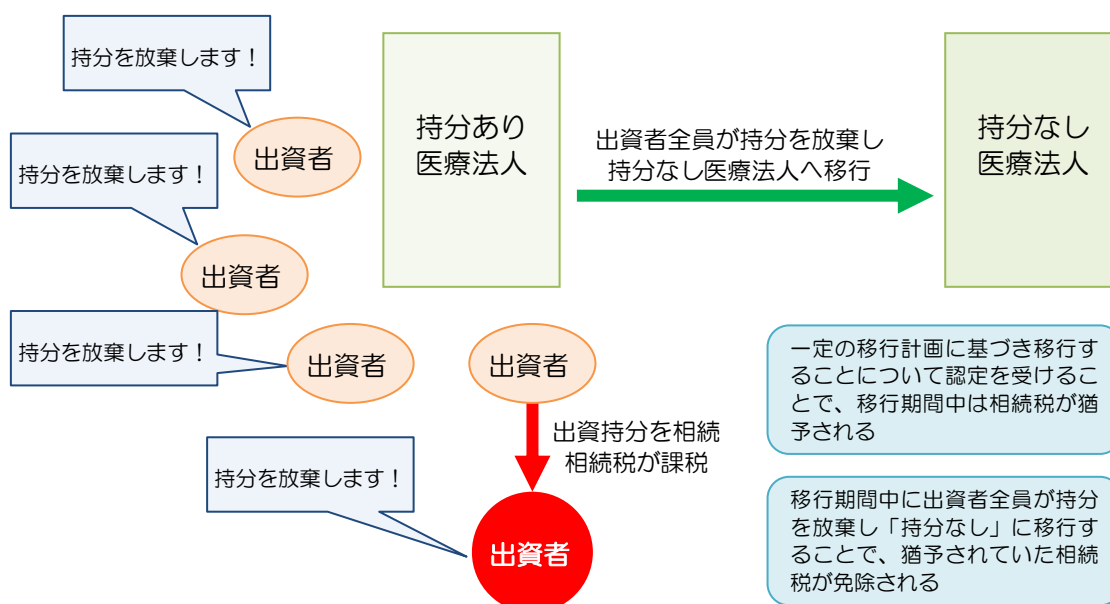 持分を放棄します！
出資者
持分あり
医療法人
出資者全員が持分を放棄し
持分なし医療法人へ移行
持分なし
医療法人
持分を放棄します！
出資者
持分を放棄します！
出資者
出資者
出資持分を相続
相続税が課税
持分を放棄します！
出資者
一定の移行計画に基づき移行す
ることについて認定を受けるこ
とで、移行期間中は相続税が猶
予される
移行期間中に出資者全員が持分
を放棄し「持分なし」に移行す
ることで、猶予されていた相続
税が免除される